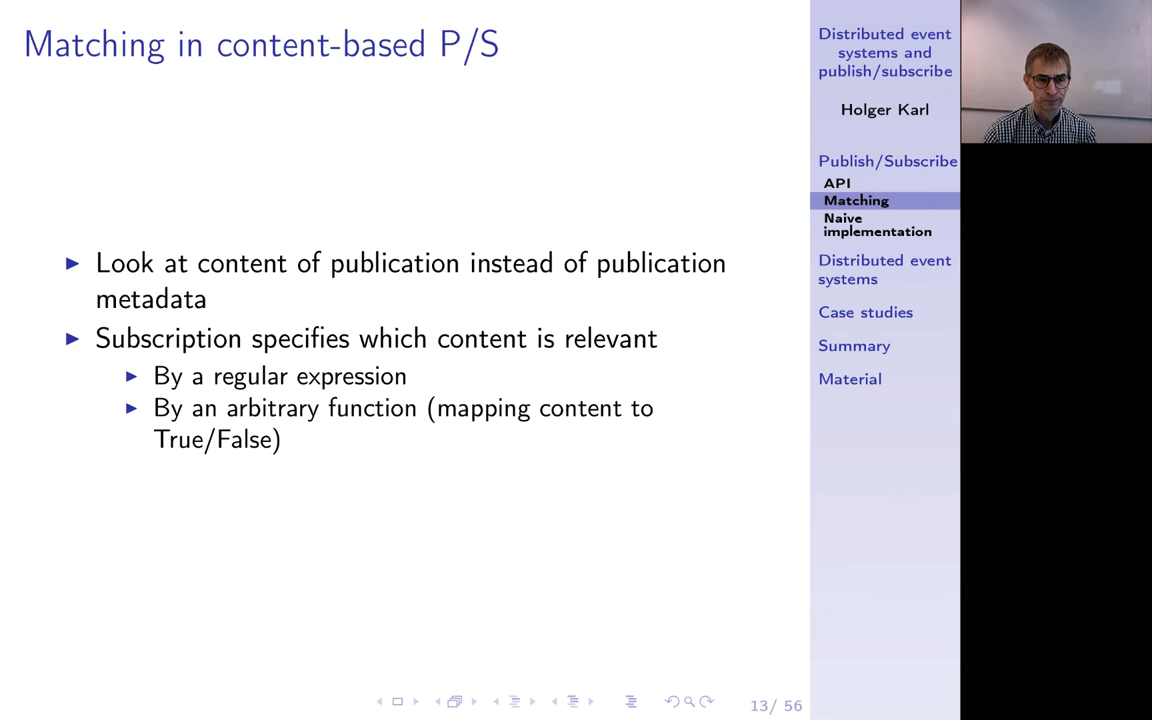 Matching in content-based P/S
Look at content of publication instead of publication
metadata
Subscription specifies which content is relevant
By a regular expression
By an arbitrary function (mapping content to
True/False)
13/ 56
Distributed event
systems and
publish/subscribe
Holger Karl
Publish/Subscribe
API
Matching
Naive
implementation
Distributed event
systems
Case studies
Summary
Material